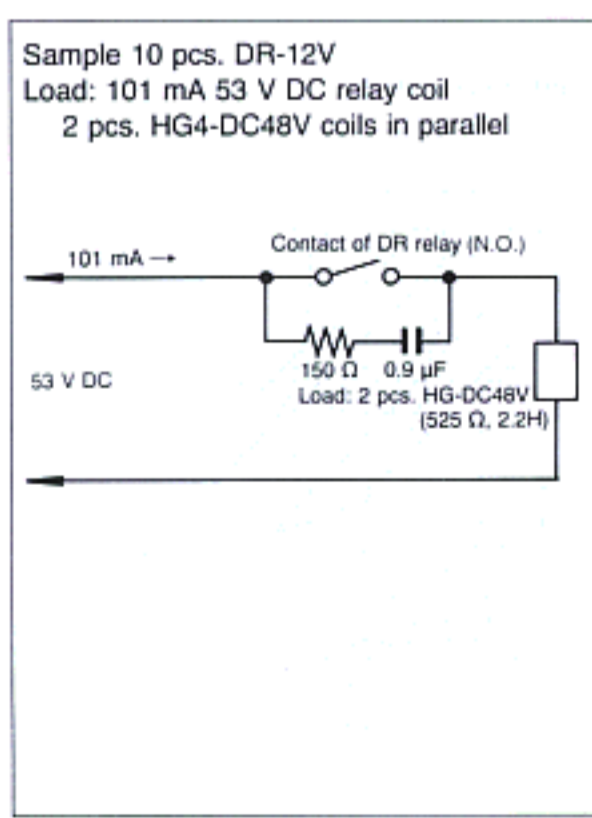 Sample 10 pcs. DR-12V
Load: 101 mA 53 V DC relay coil
2 pcs. HG4-DC48V coils in parallel
Contact of DR relay (N.O.)
101 mA →
150 Ω 0.9 µF
53 V DC
Load: 2 pcs. HG-DC48V
(525 Ω, 2.2H)